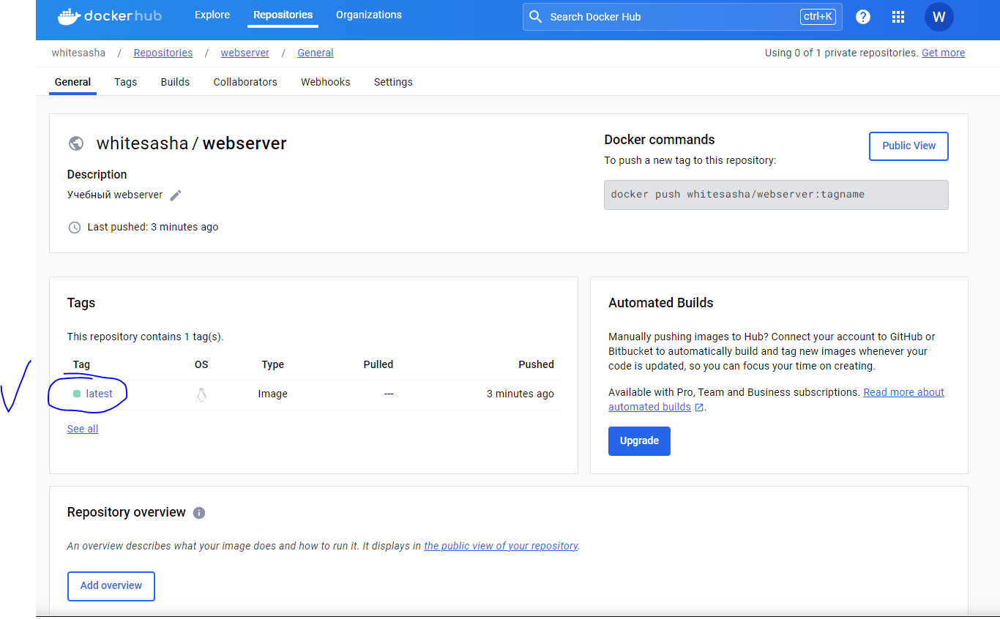 dockerhub Explore Repositories Organizations Search Docker Hub ctrl+K W
whitesasha / Repositories / webserver / General Using 0 of 1 private repositories. Get more
General Tags Builds Collaborators Webhooks Settings
whitesasha / webserver
Description
Учебный webserver
Last pushed: 3 minutes ago
Docker commands
Public View
To push a new tag to this repository:
docker push whitesasha/webserver:tagname
Tags
This repository contains 1 tag(s).
Tag OS Type Pulled Pushed
latest Image --- 3 minutes ago
See all
Automated Builds
Manually pushing images to Hub? Connect your account to GitHub or
Bitbucket to automatically build and tag new images whenever your
code is updated, so you can focus your time on creating.
Available with Pro, Team and Business subscriptions. Read more about
automated builds.
Upgrade
Repository overview
An overview describes what your image does and how to run it. It displays in the public view of your repository.
Add overview